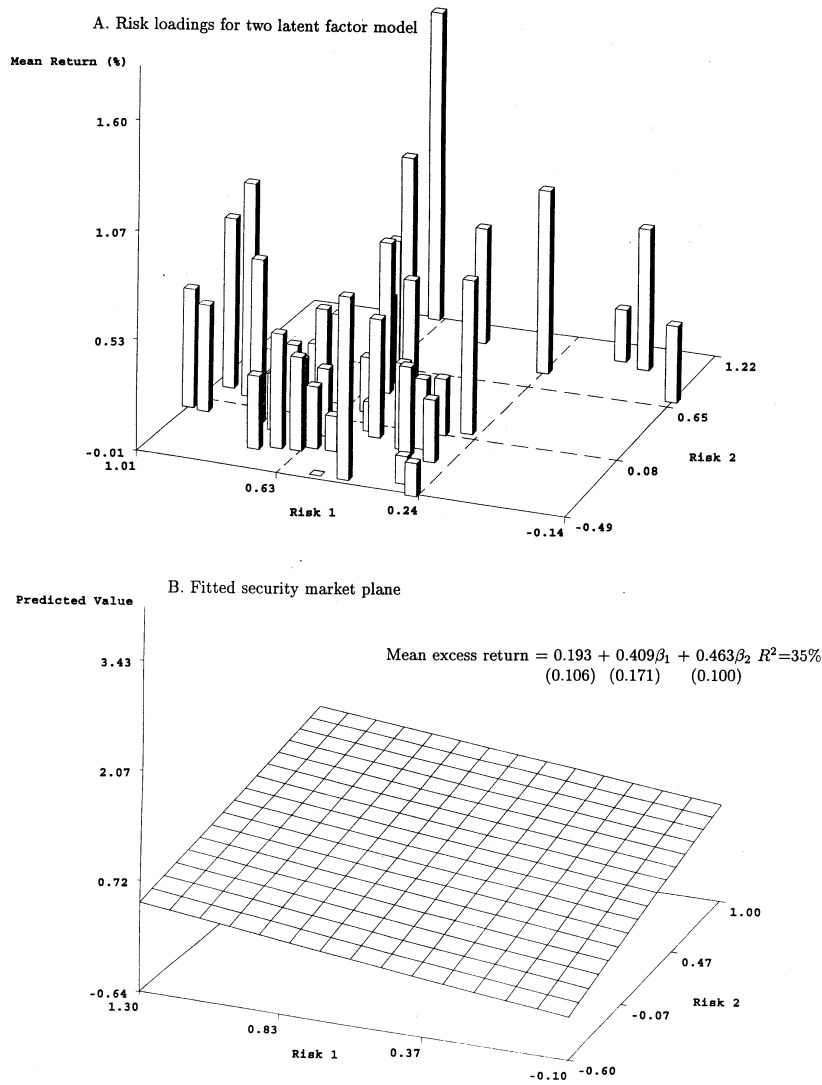 A. Risk loadings for two latent factor model
Mean Return (%)
1.60
1.07
0.53
-0.01
1.01
0.63
Risk 1
0.24
-0.14
-0.49
0.08
Risk 2
0.65
1.22
B. Fitted security market plane
Predicted Value
Mean excess return = 0.193 + 0.409β₁ + 0.463β₂ R²=35%
(0.106) (0.171) (0.100)
3.43
2.07
0.72
-0.64
1.30
0.83
Risk 1
0.37
-0.10
-0.60
-0.07
Risk 2
0.47
1.00